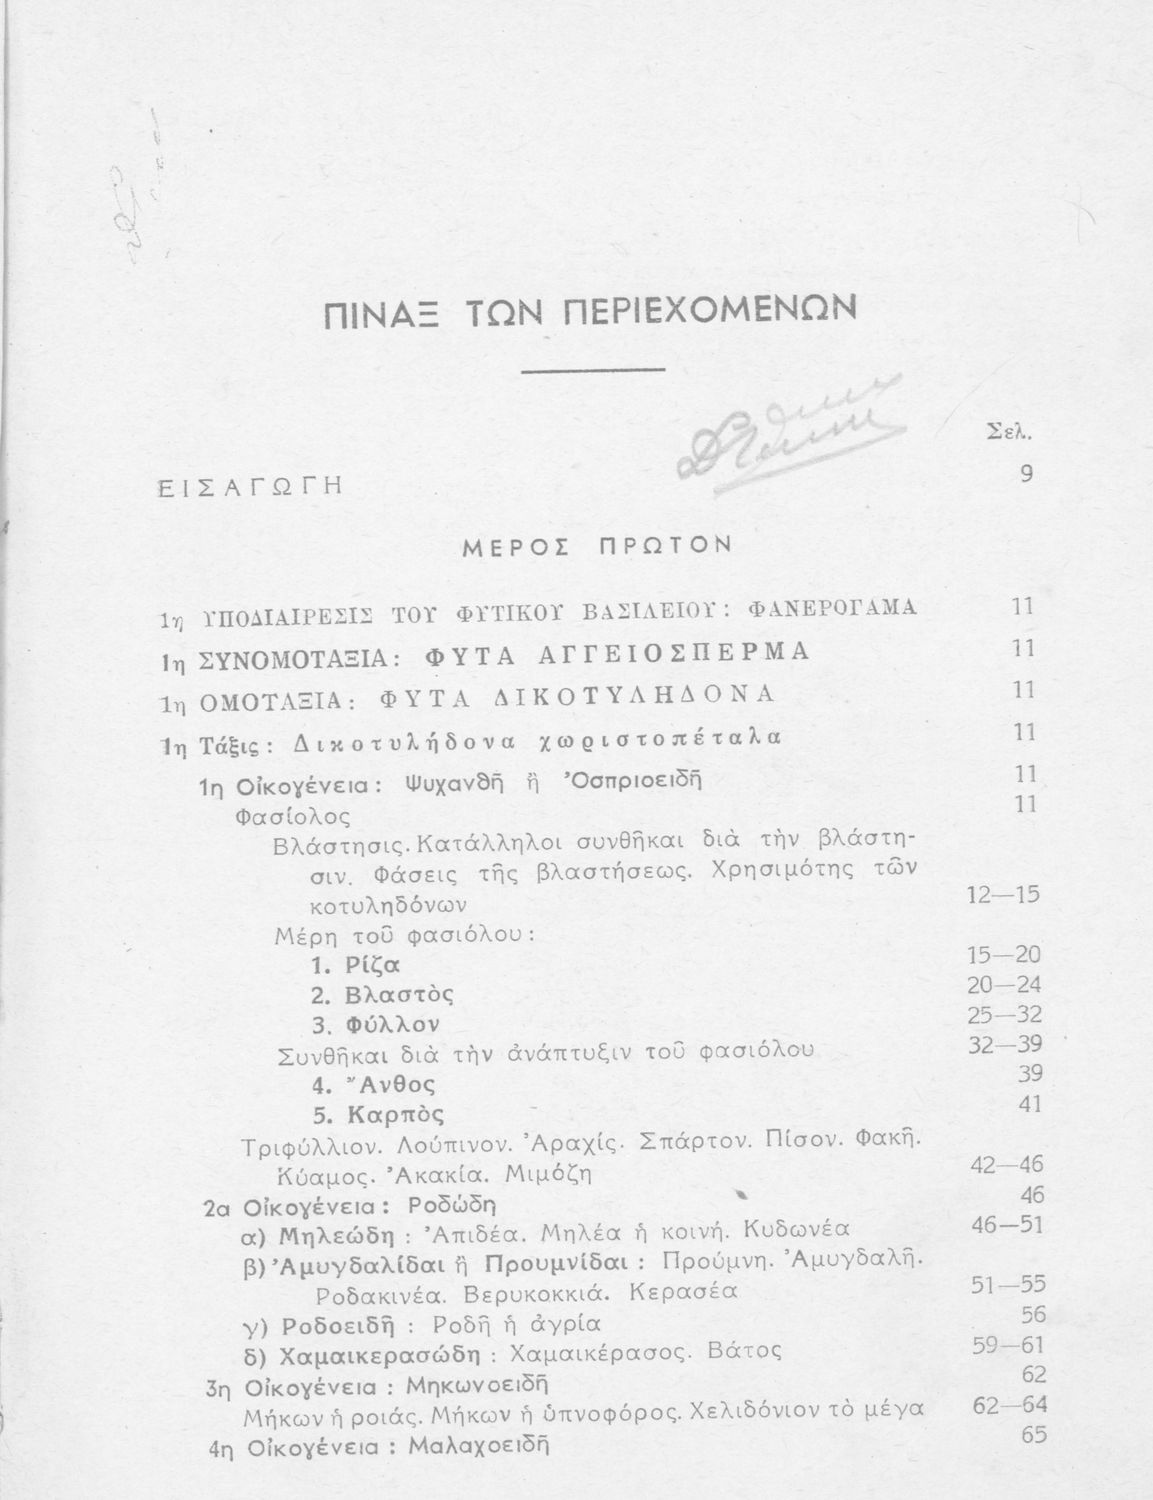 ΠΙΝΑΞ ΤΩΝ ΠΕΡΙΕΧΟΜΕΝΩΝ
Σελ.
ΕΙΣΑΓΩΓΗ 9
ΜΕΡΟΣ ΠΡΩΤΟΝ
1η ΥΠΟΔΙΑΙΡΕΣΙΣ ΤΟΥ ΦΥΤΙΚΟΥ ΒΑΣΙΛΕΙΟΥ: ΦΑΝΕΡΟΓΑΜΑ 11
1η ΣΥΝΟΜΟΤΑΞΙΑ: ΦΥΤΑ ΑΓΓΕΙΟΣΠΕΡΜΑ 11
1η ΟΜΟΤΑΞΙΑ: ΦΥΤΑ ΔΙΚΟΤΥΛΗΔΟΝΑ 11
1η Τάξις: Δικοτυλήδονα χωριστοπέταλα 11
1η Οἰκογένεια: Ψυχανθῆ ἢ Ὀσπριοειδῆ 11
Φασίολος 11
Βλάστησις. Κατάλληλοι συνθῆκαι διὰ τὴν βλάστη-
σιν. Φάσεις τῆς βλαστήσεως. Χρησιμότης τῶν
κοτυληδόνων 12—15
Μέρη τοῦ φασιόλου:
1. Ρίζα 15—20
2. Βλαστὸς 20—24
3. Φύλλον 25—32
Συνθῆκαι διὰ τὴν ἀνάπτυξιν τοῦ φασιόλου 32—39
4. Ἄνθος 39
5. Καρπὸς 41
Τριφύλλιον. Λούπινον. Ἀραχίς. Σπάρτον. Πίσον. Φακῆ.
Κύαμος. Ἀκακία. Μιμόζη 42—46
2α Οἰκογένεια: Ροδώδη 46
α) Μηλεώδη: Ἀπιδέα. Μηλέα ἡ κοινή. Κυδωνέα 46—51
β) Ἀμυγδαλίδαι ἢ Προυμνίδαι: Προύμνη. Ἀμυγδαλῆ.
Ροδακινέα. Βερυκοκκιά. Κερασέα 51—55
γ) Ροδοειδῆ: Ροδῆ ἡ ἀγρία 56
δ) Χαμαικερασώδη: Χαμαικέρασος. Βάτος 59—61
3η Οἰκογένεια: Μηκωνοειδῆ 62
Μήκων ἡ ροιάς. Μήκων ἡ ὑπνοφόρος. Χελιδόνιον τὸ μέγα 62—64
4η Οἰκογένεια: Μαλαχοειδῆ 65